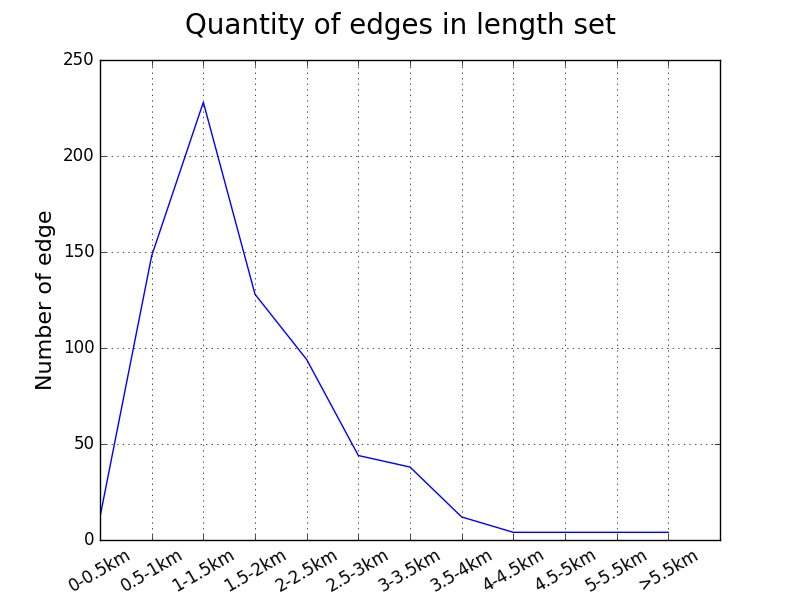 Quantity of edges in length set
250
200
150
100
50
0
Number of edge
0-0.5km
0.5-1km
1-1.5km
1.5-2km
2-2.5km
2.5-3km
3-3.5km
3.5-4km
4-4.5km
4.5-5km
5-5.5km
>5.5km